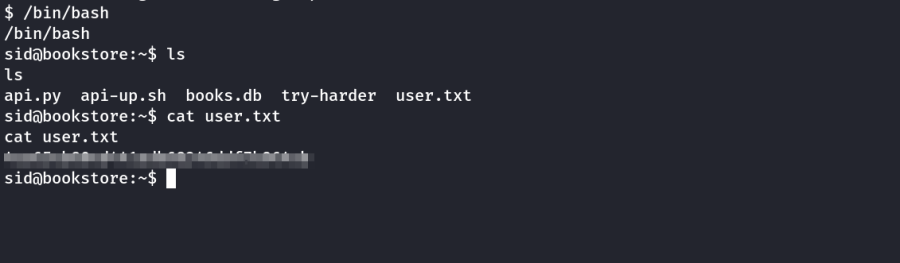 $ /bin/bash
/bin/bash
sid@bookstore:~$ ls
ls
api.py  api-up.sh  books.db  try-harder  user.txt
sid@bookstore:~$ cat user.txt
cat user.txt
sid@bookstore:~$